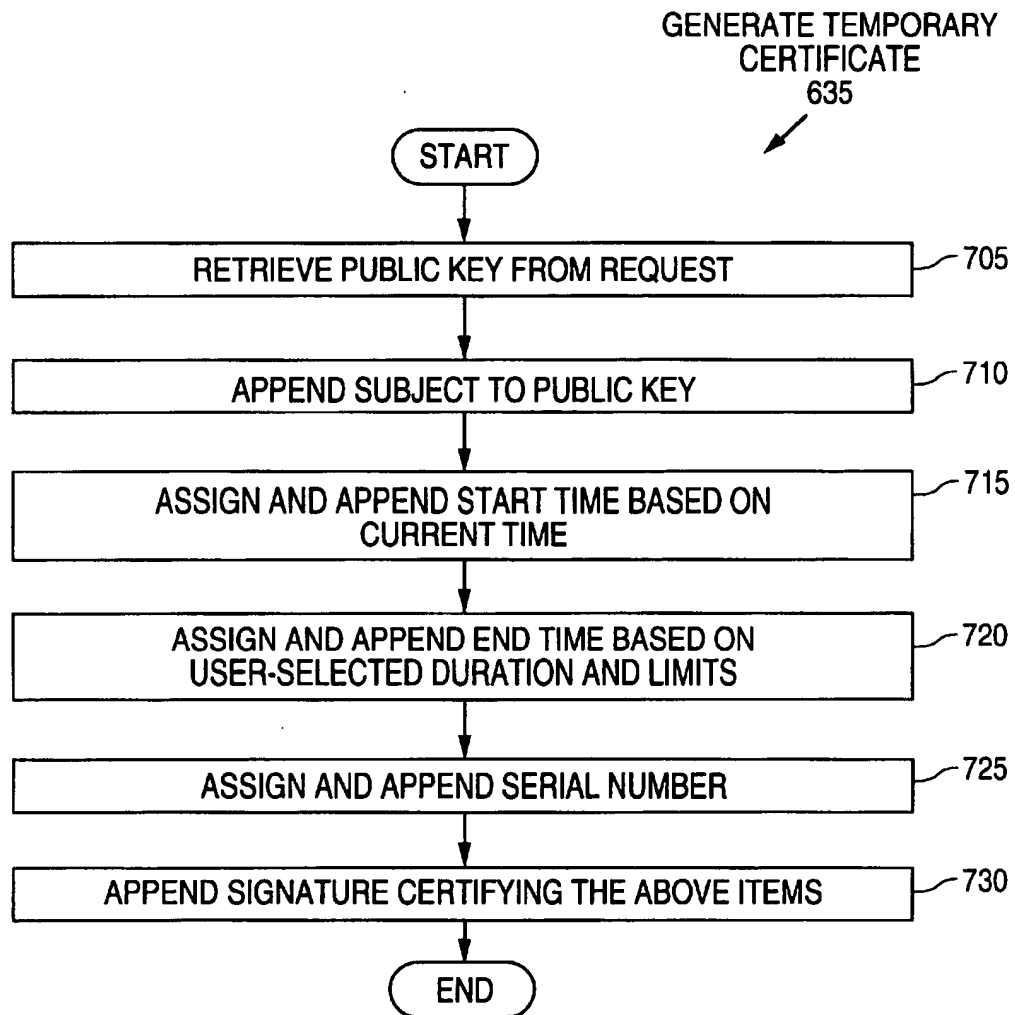 GENERATE TEMPORARY
CERTIFICATE
635
START
RETRIEVE PUBLIC KEY FROM REQUEST
705
APPEND SUBJECT TO PUBLIC KEY
710
ASSIGN AND APPEND START TIME BASED ON
CURRENT TIME
715
ASSIGN AND APPEND END TIME BASED ON
USER-SELECTED DURATION AND LIMITS
720
ASSIGN AND APPEND SERIAL NUMBER
725
APPEND SIGNATURE CERTIFYING THE ABOVE ITEMS
730
END